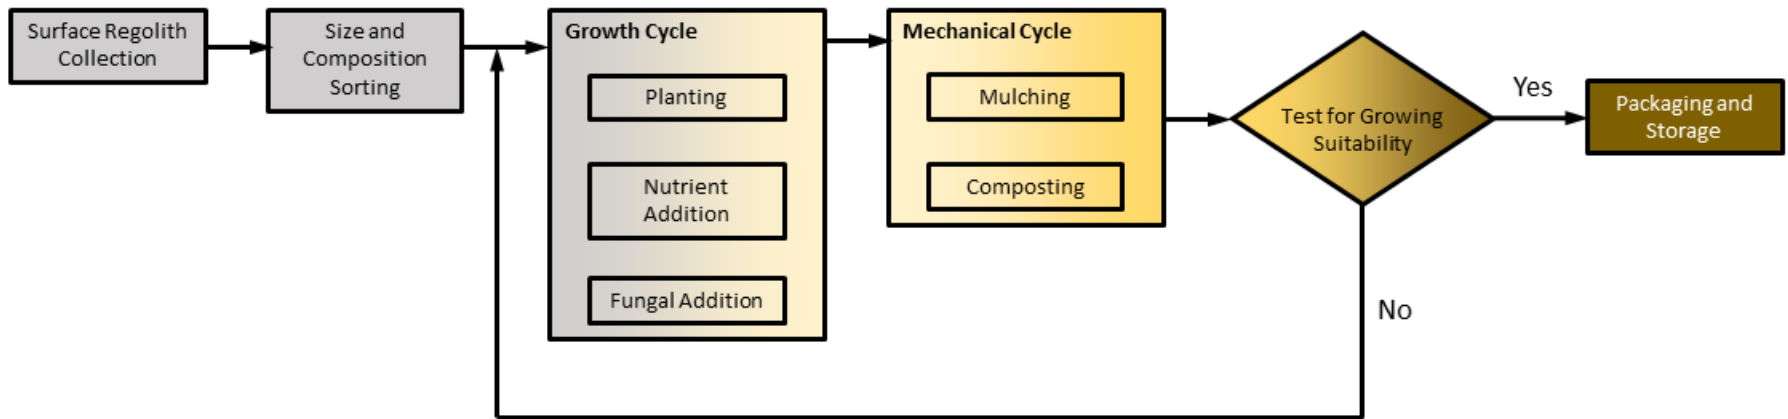 Surface Regolith
Collection
Size and
Composition
Sorting
Growth Cycle
Planting
Nutrient
Addition
Fungal Addition
Mechanical Cycle
Mulching
Composting
Test for Growing
Suitability
Yes
No
Packaging and
Storage